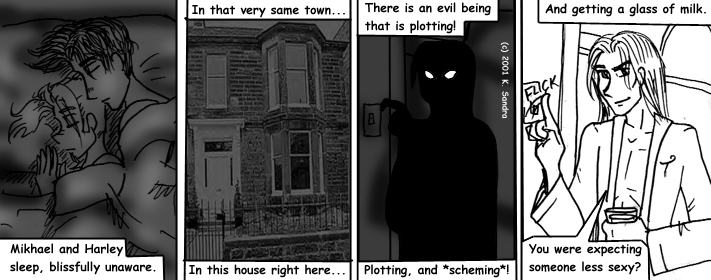 Mikhael and Harley
sleep, blissfully unaware.
In that very same town...
In this house right here...
There is an evil being
that is plotting!
(c) 2001 K. Sandra
Plotting, and *scheming*!
And getting a glass of milk.
FLICK
You were expecting
someone less sexy?